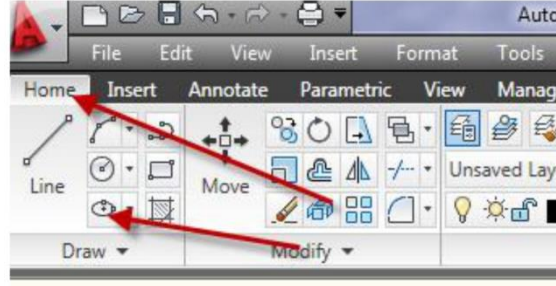 Auto
File Edit View Insert Format Tools
Home Insert Annotate Parametric View Manag
Line Move Unsaved Lay
Draw Modify